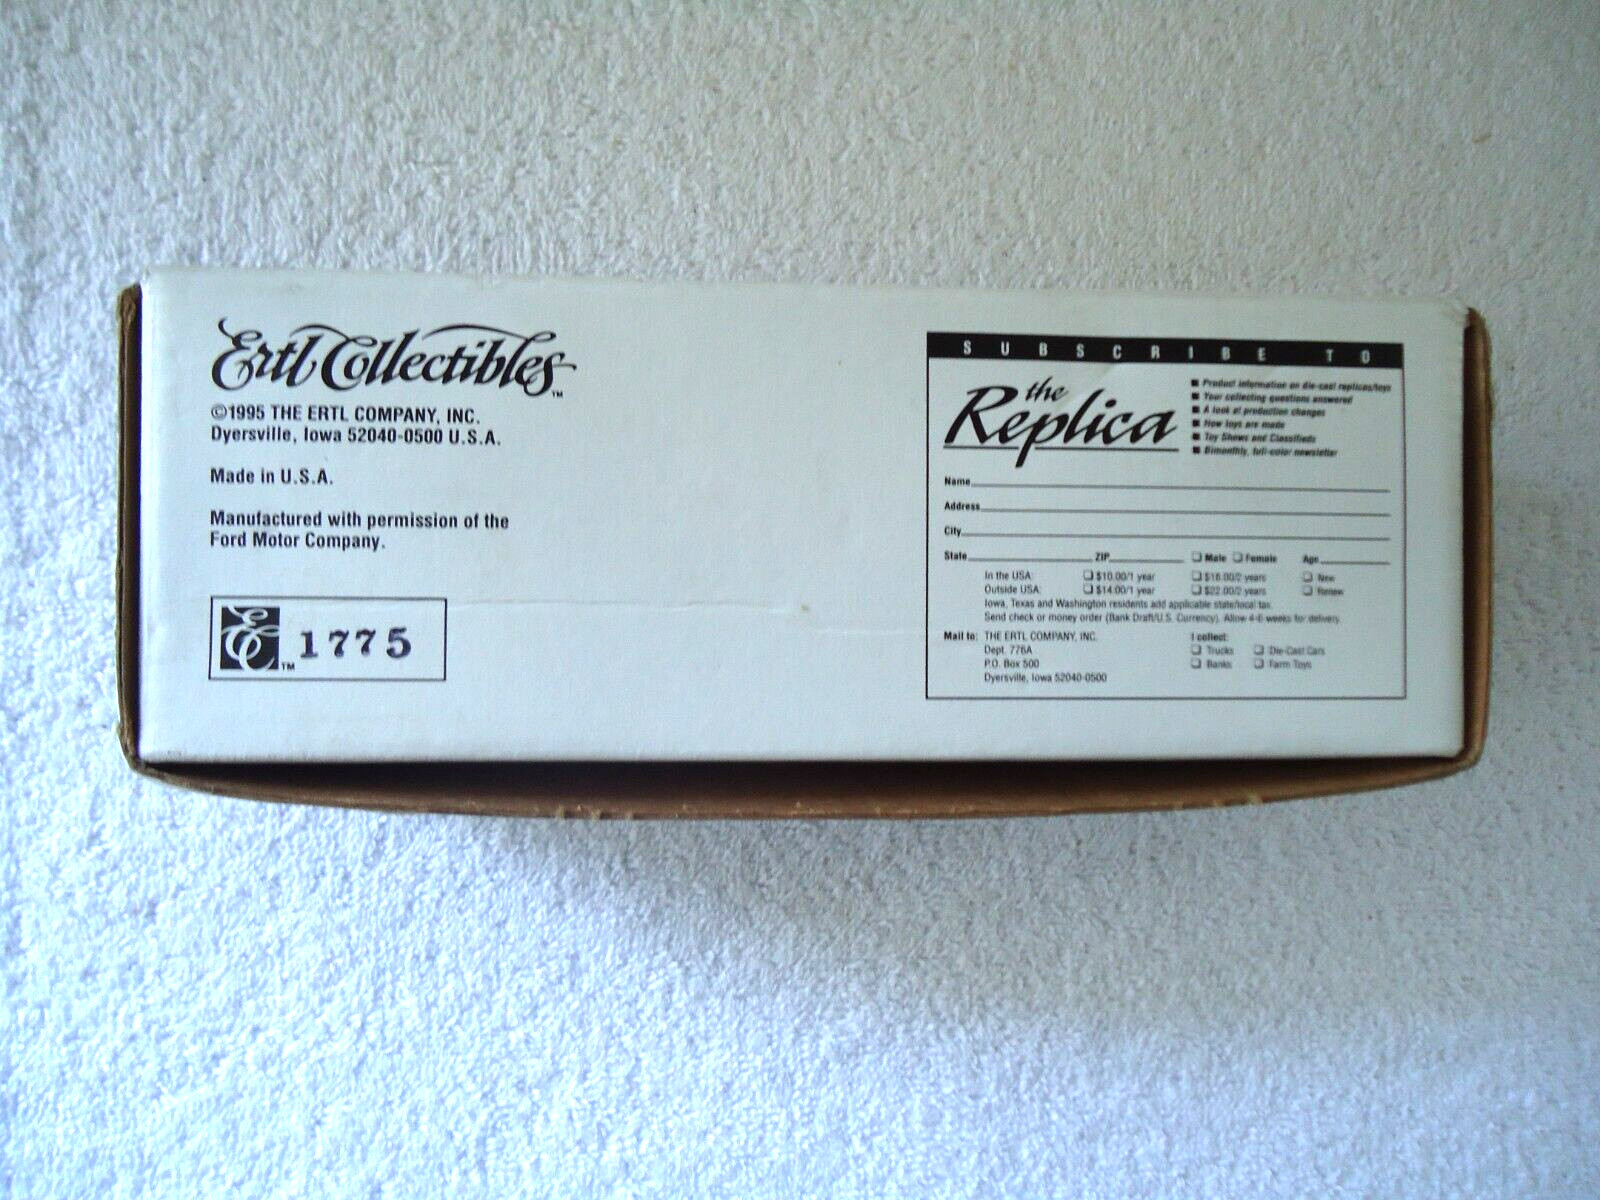 Ertl Collectibles™
©1995 THE ERTL COMPANY, INC.
Dyersville, Iowa 52040-0500 U.S.A.
Made in U.S.A.
Manufactured with permission of the
Ford Motor Company.
™ 1775
SUBSCRIBE TO
the
Replica
■ Product information on die-cast replicas/toys
■ Your collecting questions answered
■ A look at production changes
■ How toys are made
■ Toy Shows and Classifieds
■ Bimonthly, full-color newsletter
Name
Address
City
State ZIP ❏ Male ❏ Female Age
In the USA: ❏ $10.00/1 year ❏ $18.00/2 years ❏ New
Outside USA: ❏ $14.00/1 year ❏ $22.00/2 years ❏ Renew
Iowa, Texas and Washington residents add applicable state/local tax.
Send check or money order (Bank Draft/U.S. Currency). Allow 4-6 weeks for delivery.
Mail to: THE ERTL COMPANY, INC.
Dept. 776A
P.O. Box 500
Dyersville, Iowa 52040-0500
I collect:
❏ Trucks ❏ Die-Cast Cars
❏ Banks ❏ Farm Toys